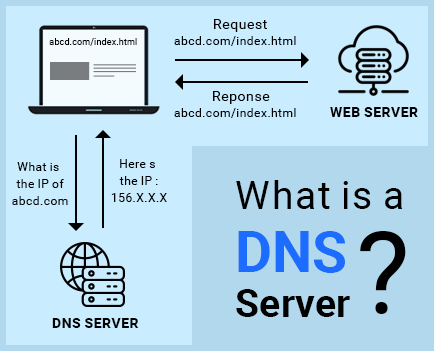 abcd.com/index.html
Request
abcd.com/index.html
Reponse
abcd.com/index.html
WEB SERVER
What is
the IP of
abcd.com
Here s
the IP :
156.X.X.X
DNS SERVER
What is a
DNS
Server ?